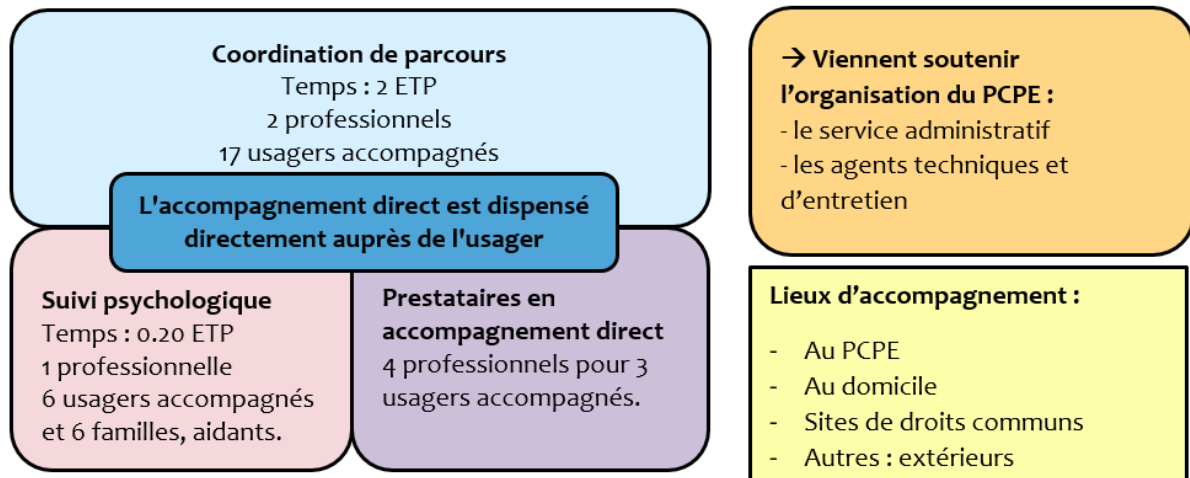 Coordination de parcours
Temps : 2 ETP
2 professionnels
17 usagers accompagnés
L'accompagnement direct est dispensé
directement auprès de l'usager
Suivi psychologique
Temps : 0.20 ETP
1 professionnelle
6 usagers accompagnés
et 6 familles, aidants.
Prestataires en
accompagnement direct
4 professionnels pour 3
usagers accompagnés.
→ Viennent soutenir
l’organisation du PCPE :
- le service administratif
- les agents techniques et
d’entretien
Lieux d’accompagnement :
- Au PCPE
- Au domicile
- Sites de droits communs
- Autres : extérieurs